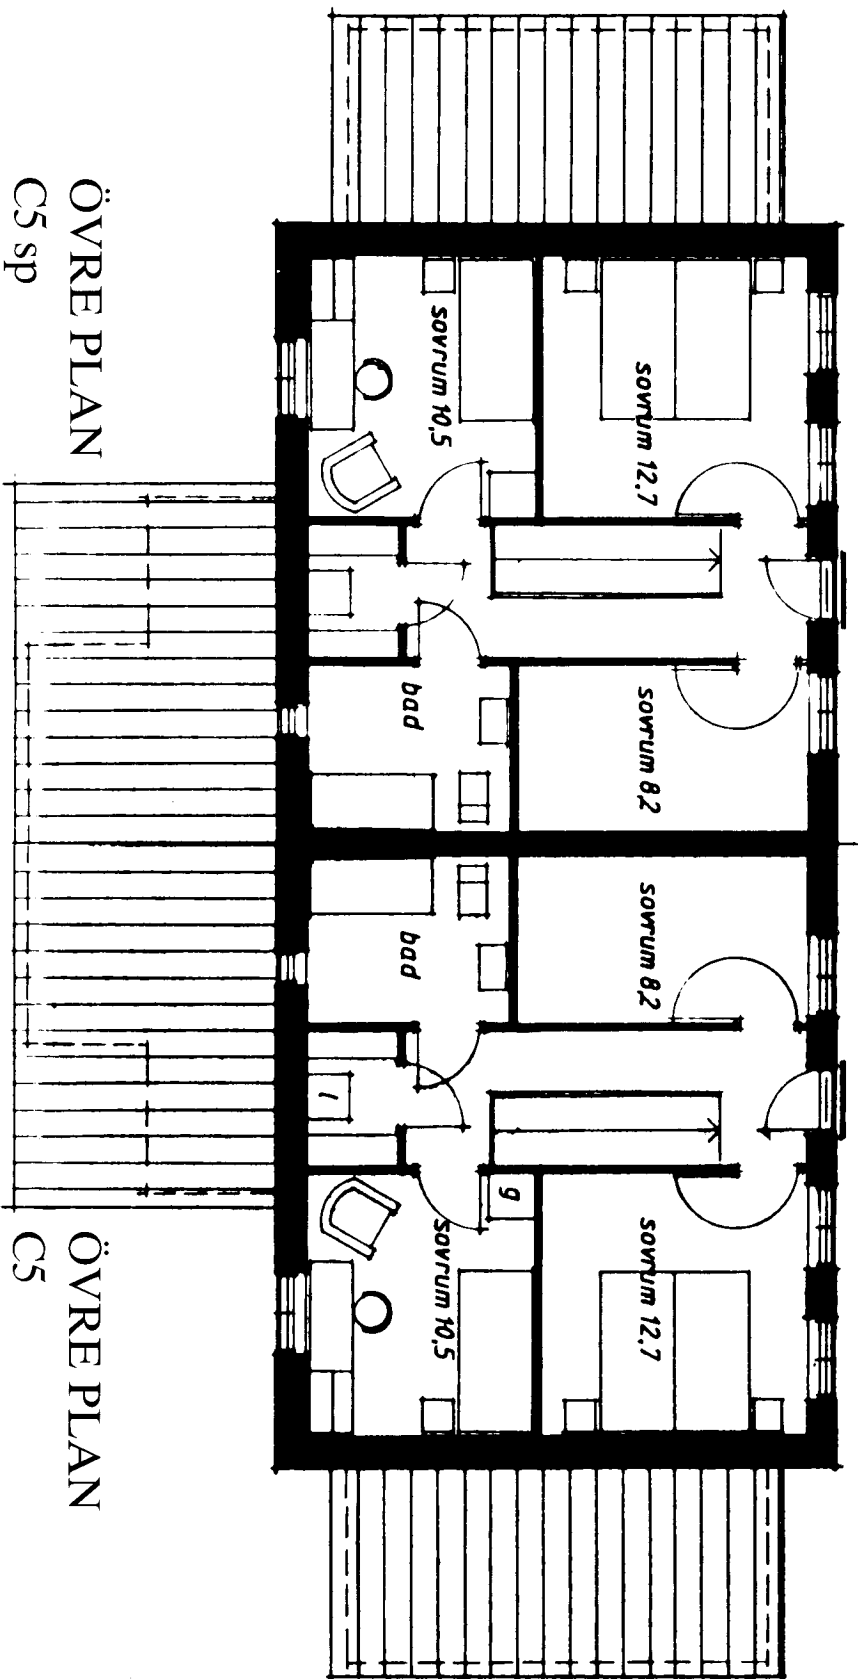 sovrum 12.7
sovrum 8,2
sovrum 8,2
sovrum 12.7
sovrum 10,5
bad
bad
g
sovrum 10,5
l
ÖVRE PLAN
C5 sp
ÖVRE PLAN
C5